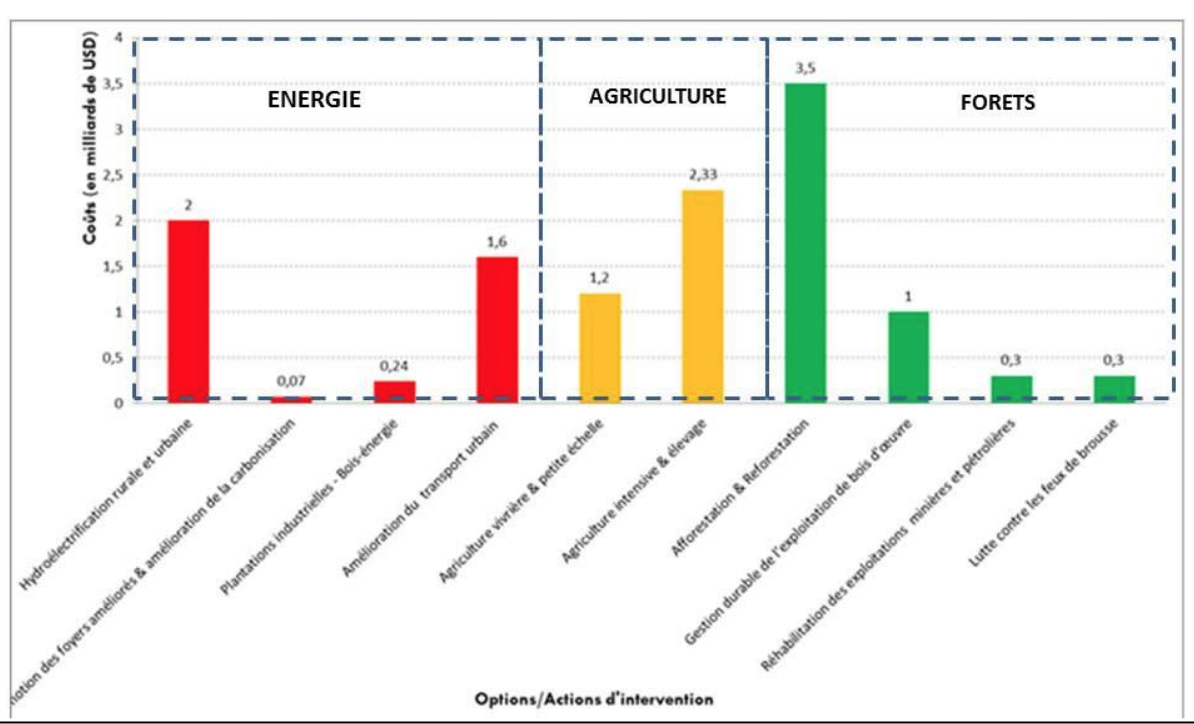 Coûts (en milliards de USD)
4
3,5
3
2,5
2
1,5
1
0,5
0
ENERGIE
AGRICULTURE
FORETS
2
0,07
0,24
1,6
1,2
2,33
3,5
1
0,3
0,3
Hydroélectrification rurale et urbaine
des foyers améliorés & amélioration de la carbonisation
Plantations industrielles - Bois-énergie
Amélioration du transport urbain
Agriculture vivrière & petite échelle
Agriculture intensive & élevage
Afforestation & Reforestation
Gestion durable de l'exploitation de bois d'œuvre
Réhabilitation des exploitations minières et pétrolières
Lutte contre les feux de brousse
Options/Actions d'intervention